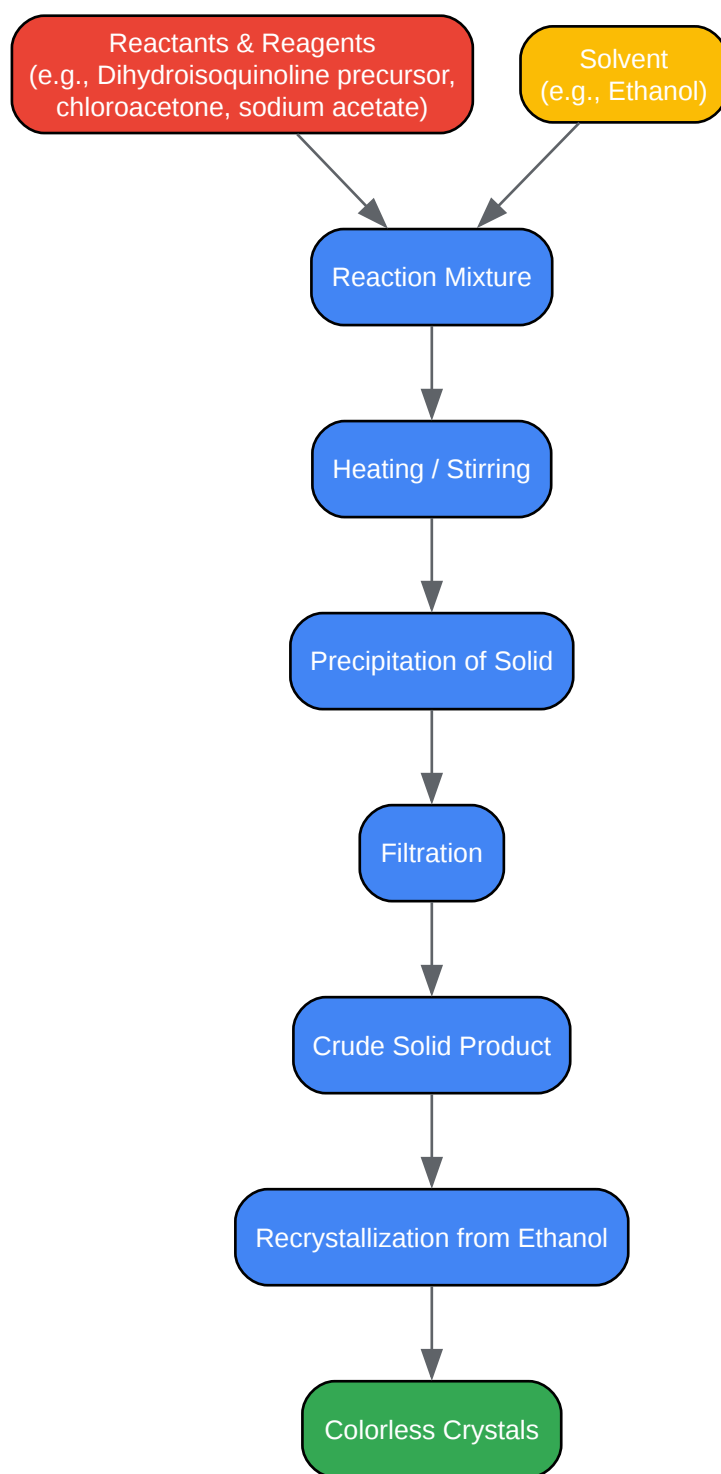 Reactants & Reagents
(e.g., Dihydroisoquinoline precursor,
chloroacetone, sodium acetate)
Solvent
(e.g., Ethanol)
Reaction Mixture
Heating / Stirring
Precipitation of Solid
Filtration
Crude Solid Product
Recrystallization from Ethanol
Colorless Crystals